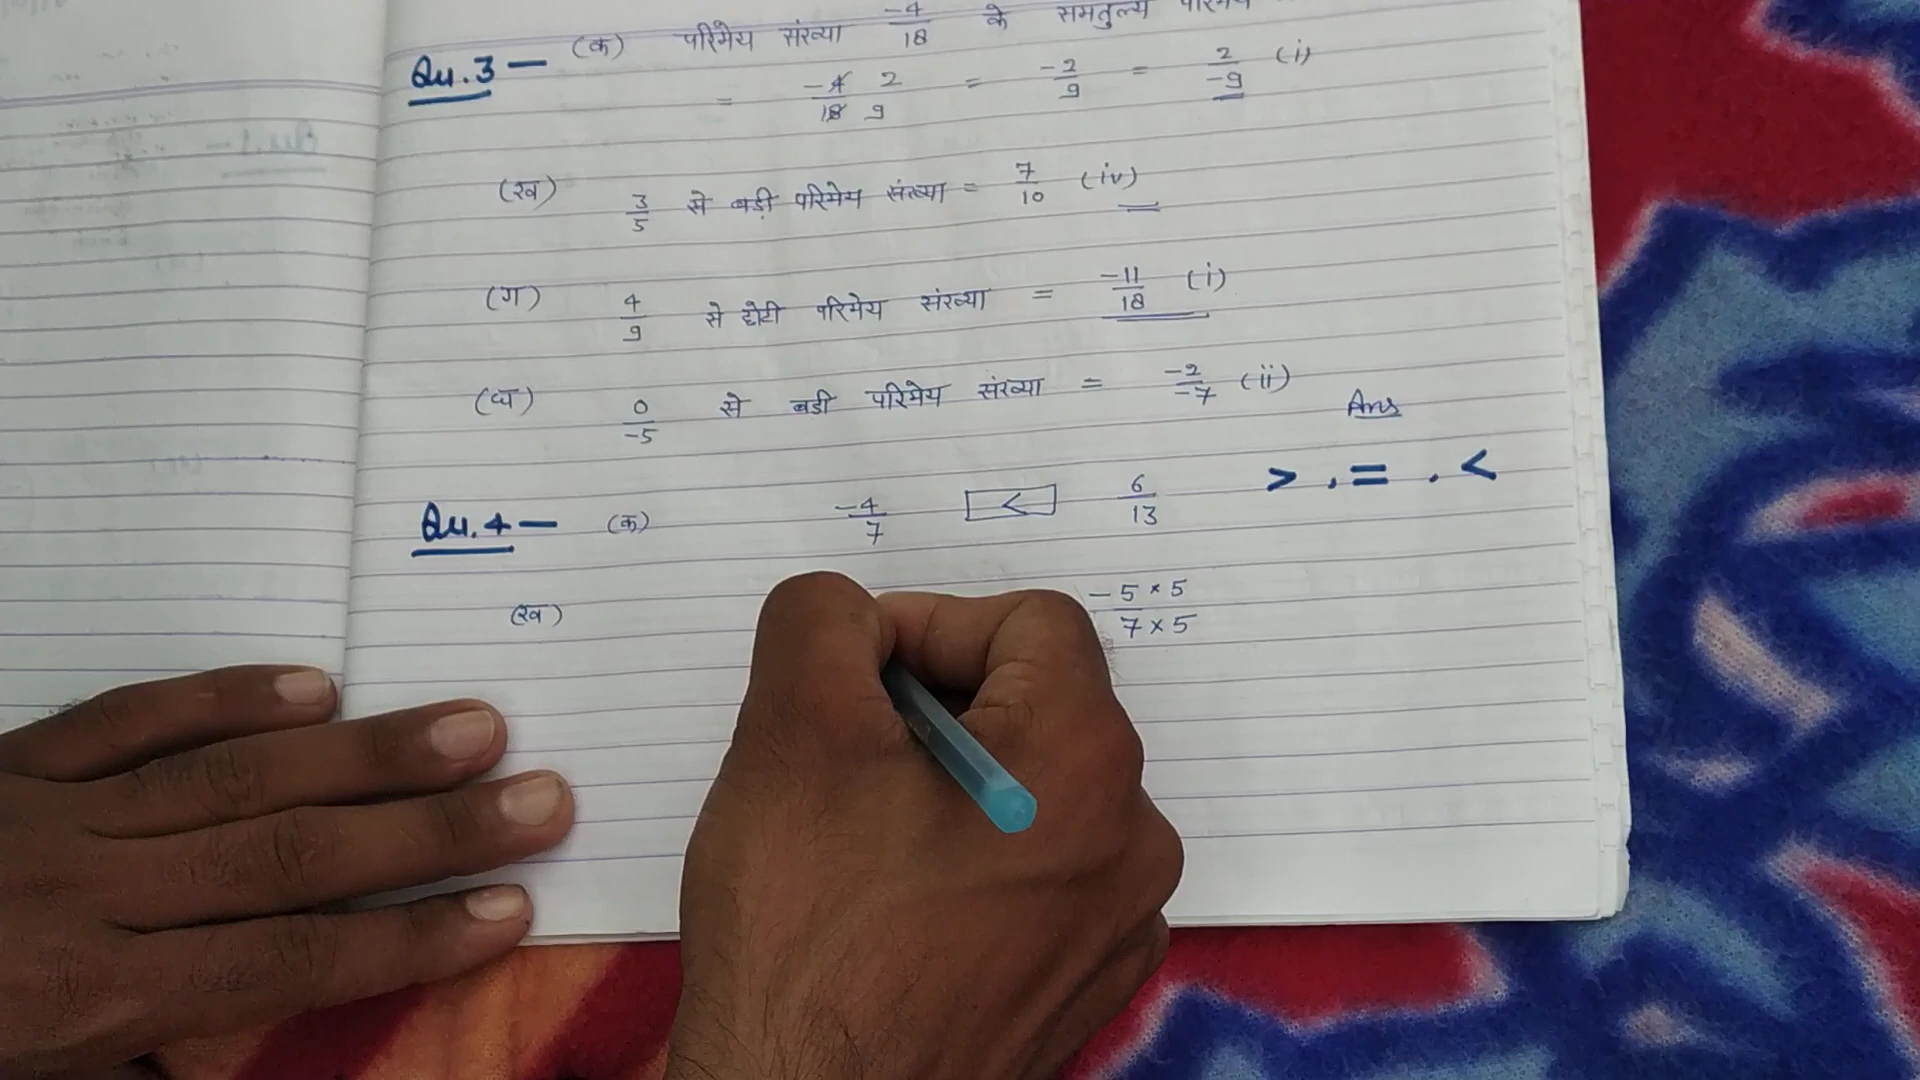 Qu.3 — (क) परिमेय संख्या -4/18 के समतुल्य परिमेय
= -4/18 2/9 = -2/9 = 2/-9 (i)
(ख) 3/5 से बड़ी परिमेय संख्या = 7/10 (iv)
(ग) 4/9 से छोटी परिमेय संख्या = -11/18 (i)
(घ) 0/-5 से बडी परिमेय संख्या = -2/-7 (ii)
Ans
> , = , <
Qu.4 — (क) -4/7 < 6/13
(ख) -5×5/7×5